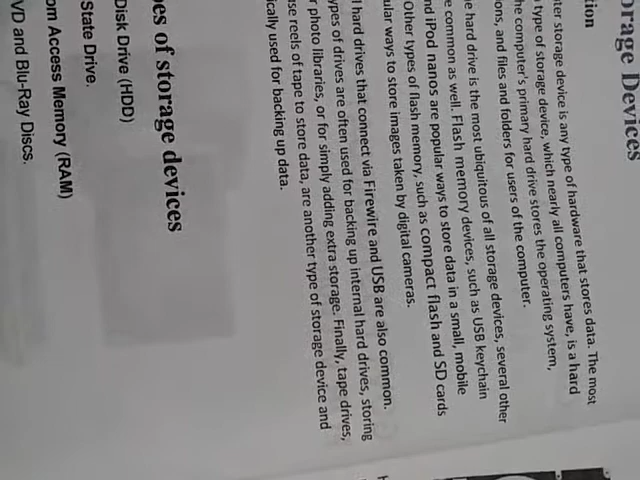 orage Devices
tion
ter storage device is any type of hardware that stores data. The most
type of storage device, which nearly all computers have, is a hard
he computer's primary hard drive stores the operating system,
ons, and files and folders for users of the computer.
he hard drive is the most ubiquitous of all storage devices, several other
e common as well. Flash memory devices, such as USB keychain
nd iPod nanos are popular ways to store data in a small, mobile
Other types of flash memory, such as compact flash and SD cards
ular ways to store images taken by digital cameras.
l hard drives that connect via Firewire and USB are also common.
ypes of drives are often used for backing up internal hard drives, storing
r photo libraries, or for simply adding extra storage. Finally, tape drives,
se reels of tape to store data, are another type of storage device and
ically used for backing up data.
es of storage devices
Disk Drive (HDD)
State Drive.
om Access Memory (RAM)
VD and Blu-Ray Discs.